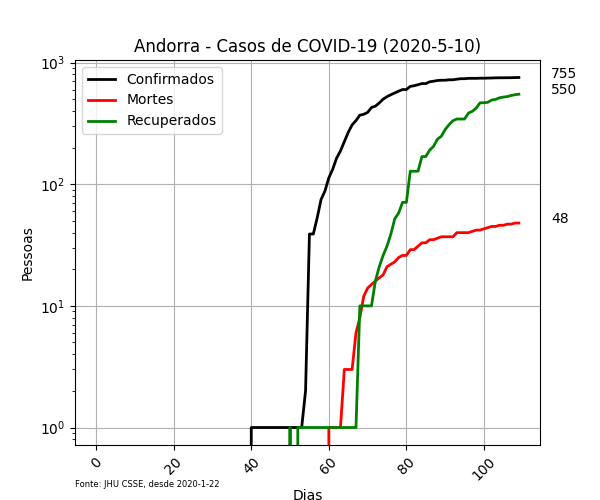 Andorra - Casos de COVID-19 (2020-5-10)
Confirmados
Mortes
Recuperados
755
550
48
10³
10²
10¹
10⁰
Pessoas
0 20 40 60 80 100
Dias
Fonte: JHU CSSE, desde 2020-1-22